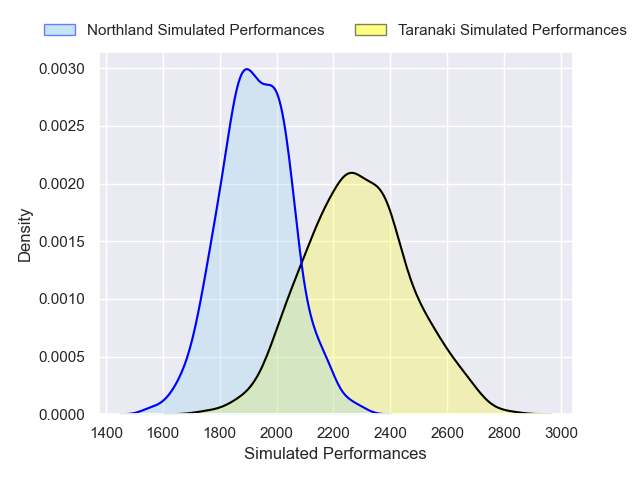 Northland Simulated Performances Taranaki Simulated Performances
0.0030
0.0025
0.0020
0.0015
0.0010
0.0005
0.0000
Density
1400 1600 1800 2000 2200 2400 2600 2800 3000
Simulated Performances